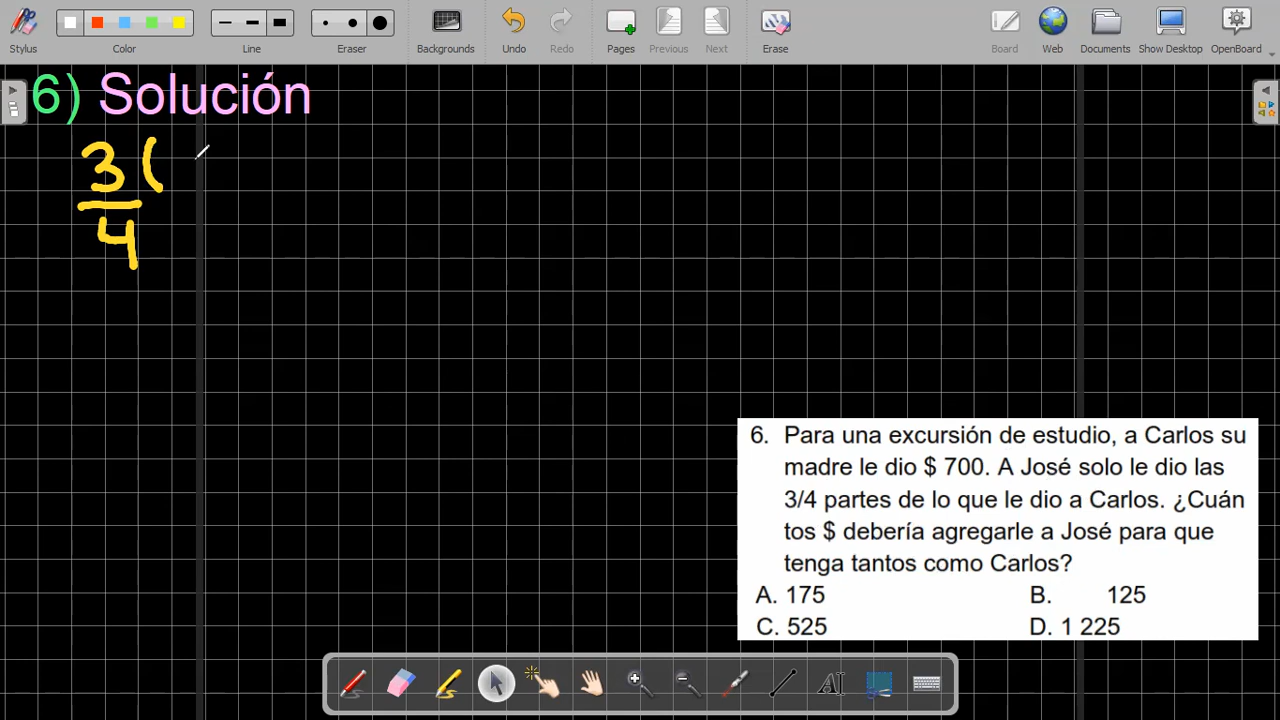 Stylus Color Line Eraser Backgrounds Undo Redo Pages Previous Next Erase Board Web Documents Show Desktop OpenBoard
6) Solución
3 (
4
6. Para una excursión de estudio, a Carlos su
madre le dio $ 700. A José solo le dio las
3/4 partes de lo que le dio a Carlos. ¿Cuán
tos $ debería agregarle a José para que
tenga tantos como Carlos?
A. 175 B. 125
C. 525 D. 1 225
AI